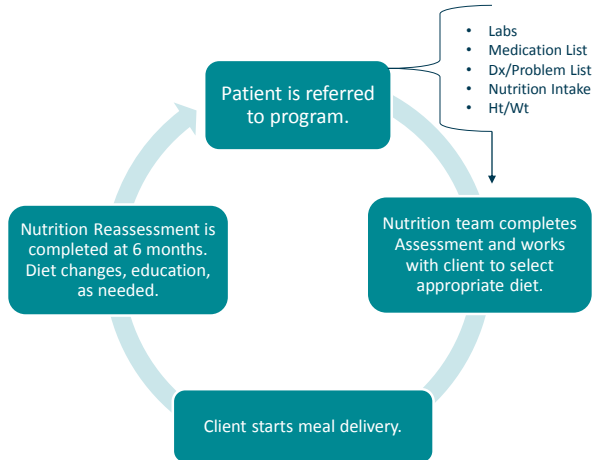 Patient is referred
to program.
• Labs
• Medication List
• Dx/Problem List
• Nutrition Intake
• Ht/Wt
Nutrition team completes
Assessment and works
with client to select
appropriate diet.
Client starts meal delivery.
Nutrition Reassessment is
completed at 6 months.
Diet changes, education,
as needed.